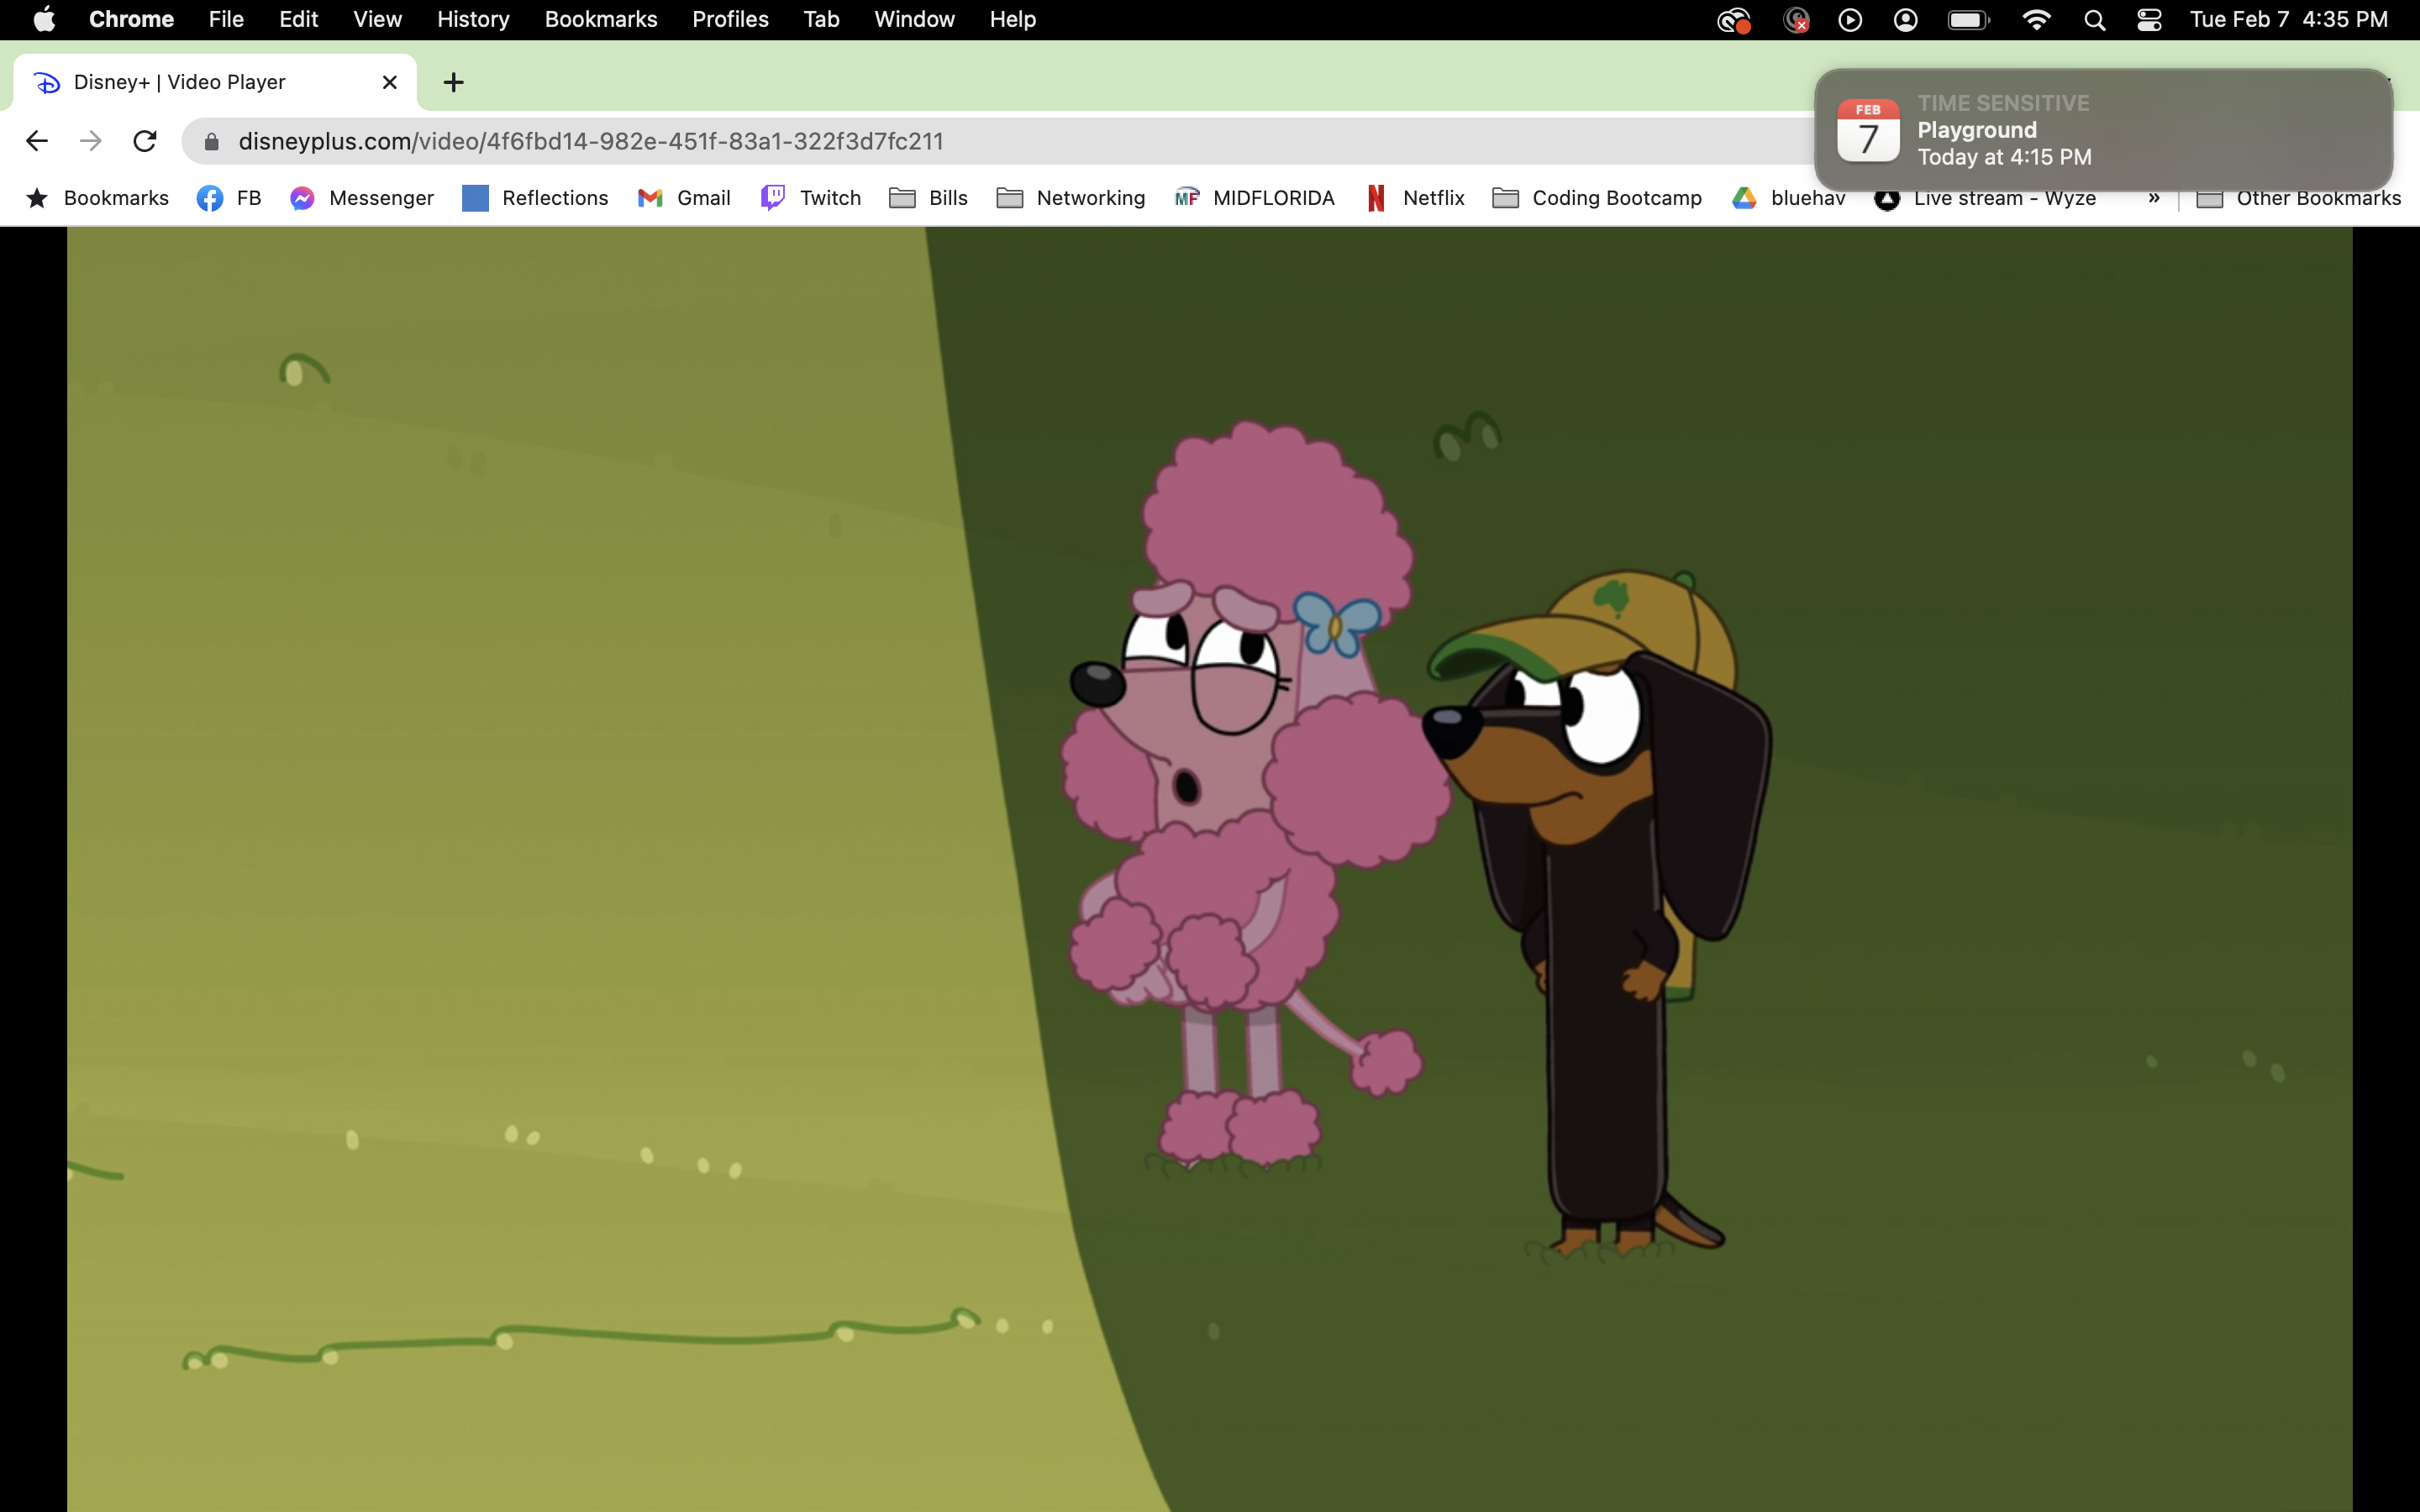 Chrome File Edit View History Bookmarks Profiles Tab Window Help Tue Feb 7 4:35 PM
Disney+ | Video Player
TIME SENSITIVE
FEB
7
Playground
Today at 4:15 PM
disneyplus.com/video/4f6fbd14-982e-451f-83a1-322f3d7fc211
Bookmarks FB Messenger Reflections Gmail Twitch Bills Networking MF MIDFLORIDA Netflix Coding Bootcamp bluehav Live stream - Wyze » Other Bookmarks